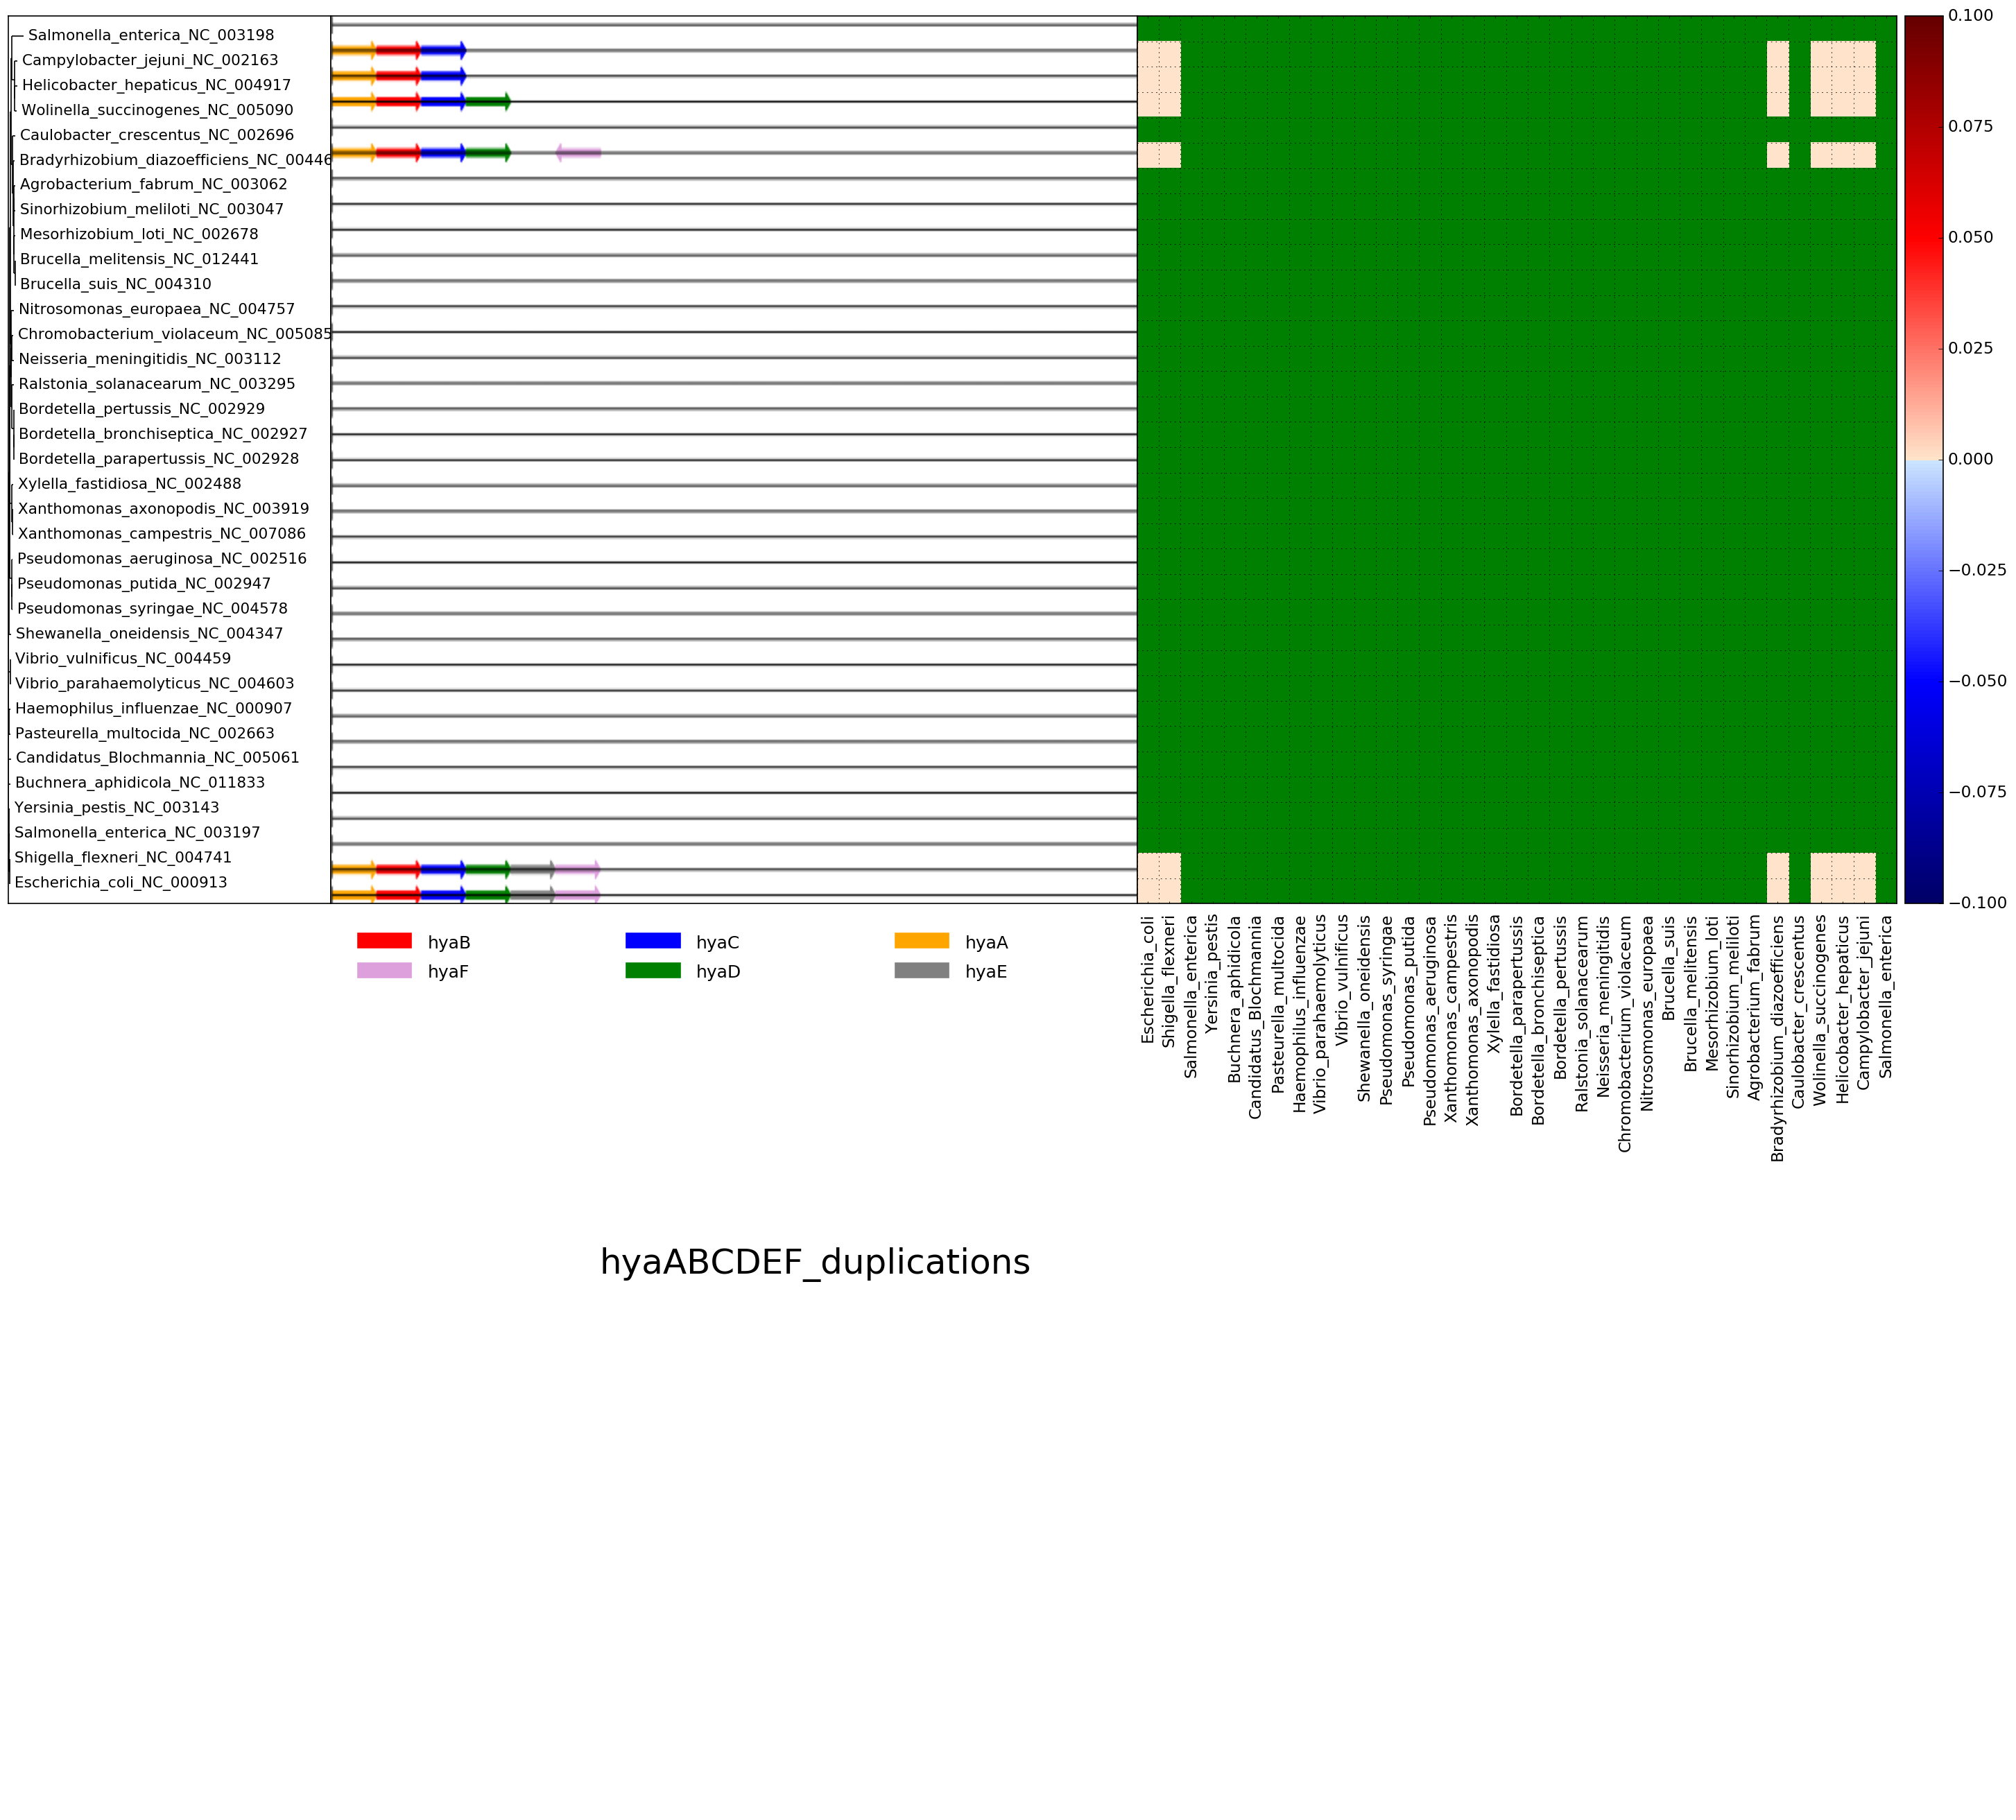 Salmonella_enterica_NC_003198
Campylobacter_jejuni_NC_002163
Helicobacter_hepaticus_NC_004917
Wolinella_succinogenes_NC_005090
Caulobacter_crescentus_NC_002696
Bradyrhizobium_diazoefficiens_NC_00446
Agrobacterium_fabrum_NC_003062
Sinorhizobium_meliloti_NC_003047
Mesorhizobium_loti_NC_002678
Brucella_melitensis_NC_012441
Brucella_suis_NC_004310
Nitrosomonas_europaea_NC_004757
Chromobacterium_violaceum_NC_005085
Neisseria_meningitidis_NC_003112
Ralstonia_solanacearum_NC_003295
Bordetella_pertussis_NC_002929
Bordetella_bronchiseptica_NC_002927
Bordetella_parapertussis_NC_002928
Xylella_fastidiosa_NC_002488
Xanthomonas_axonopodis_NC_003919
Xanthomonas_campestris_NC_007086
Pseudomonas_aeruginosa_NC_002516
Pseudomonas_putida_NC_002947
Pseudomonas_syringae_NC_004578
Shewanella_oneidensis_NC_004347
Vibrio_vulnificus_NC_004459
Vibrio_parahaemolyticus_NC_004603
Haemophilus_influenzae_NC_000907
Pasteurella_multocida_NC_002663
Candidatus_Blochmannia_NC_005061
Buchnera_aphidicola_NC_011833
Yersinia_pestis_NC_003143
Salmonella_enterica_NC_003197
Shigella_flexneri_NC_004741
Escherichia_coli_NC_000913
0.100
0.075
0.050
0.025
0.000
−0.025
−0.050
−0.075
−0.100
hyaB hyaC hyaA
hyaF hyaD hyaE
Escherichia_coli
Shigella_flexneri
Salmonella_enterica
Yersinia_pestis
Buchnera_aphidicola
Candidatus_Blochmannia
Pasteurella_multocida
Haemophilus_influenzae
Vibrio_parahaemolyticus
Vibrio_vulnificus
Shewanella_oneidensis
Pseudomonas_syringae
Pseudomonas_putida
Pseudomonas_aeruginosa
Xanthomonas_campestris
Xanthomonas_axonopodis
Xylella_fastidiosa
Bordetella_parapertussis
Bordetella_bronchiseptica
Bordetella_pertussis
Ralstonia_solanacearum
Neisseria_meningitidis
Chromobacterium_violaceum
Nitrosomonas_europaea
Brucella_suis
Brucella_melitensis
Mesorhizobium_loti
Sinorhizobium_meliloti
Agrobacterium_fabrum
Bradyrhizobium_diazoefficiens
Caulobacter_crescentus
Wolinella_succinogenes
Helicobacter_hepaticus
Campylobacter_jejuni
Salmonella_enterica
hyaABCDEF_duplications